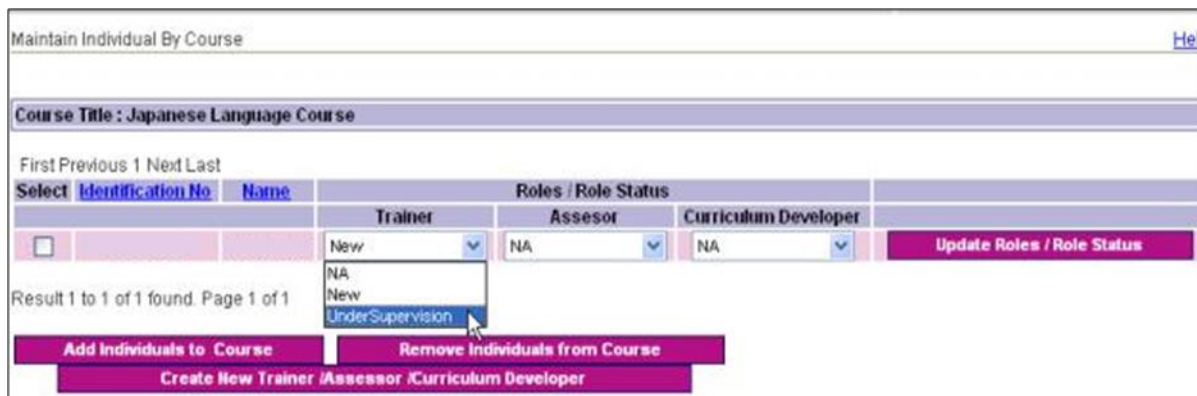 Maintain Individual By Course Hel
Course Title : Japanese Language Course
First Previous 1 Next Last
Select Identification No Name Roles / Role Status
Trainer Assesor Curriculum Developer
New NA NA Update Roles / Role Status
NA
New
UnderSupervision
Result 1 to 1 of 1 found. Page 1 of 1
Add Individuals to Course Remove Individuals from Course
Create New Trainer /Assessor /Curriculum Developer